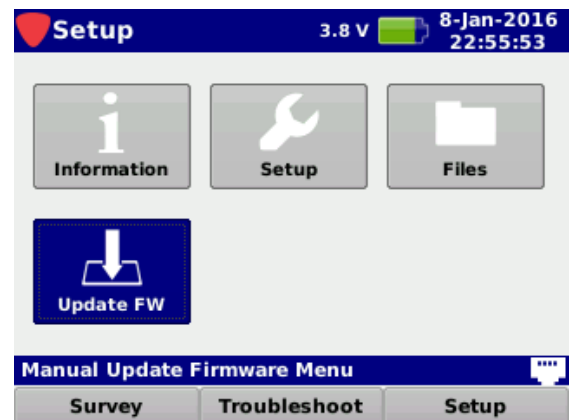 Setup
3.8 V
8-Jan-2016
22:55:53
Information
Setup
Files
Update FW
Manual Update Firmware Menu
Survey
Troubleshoot
Setup